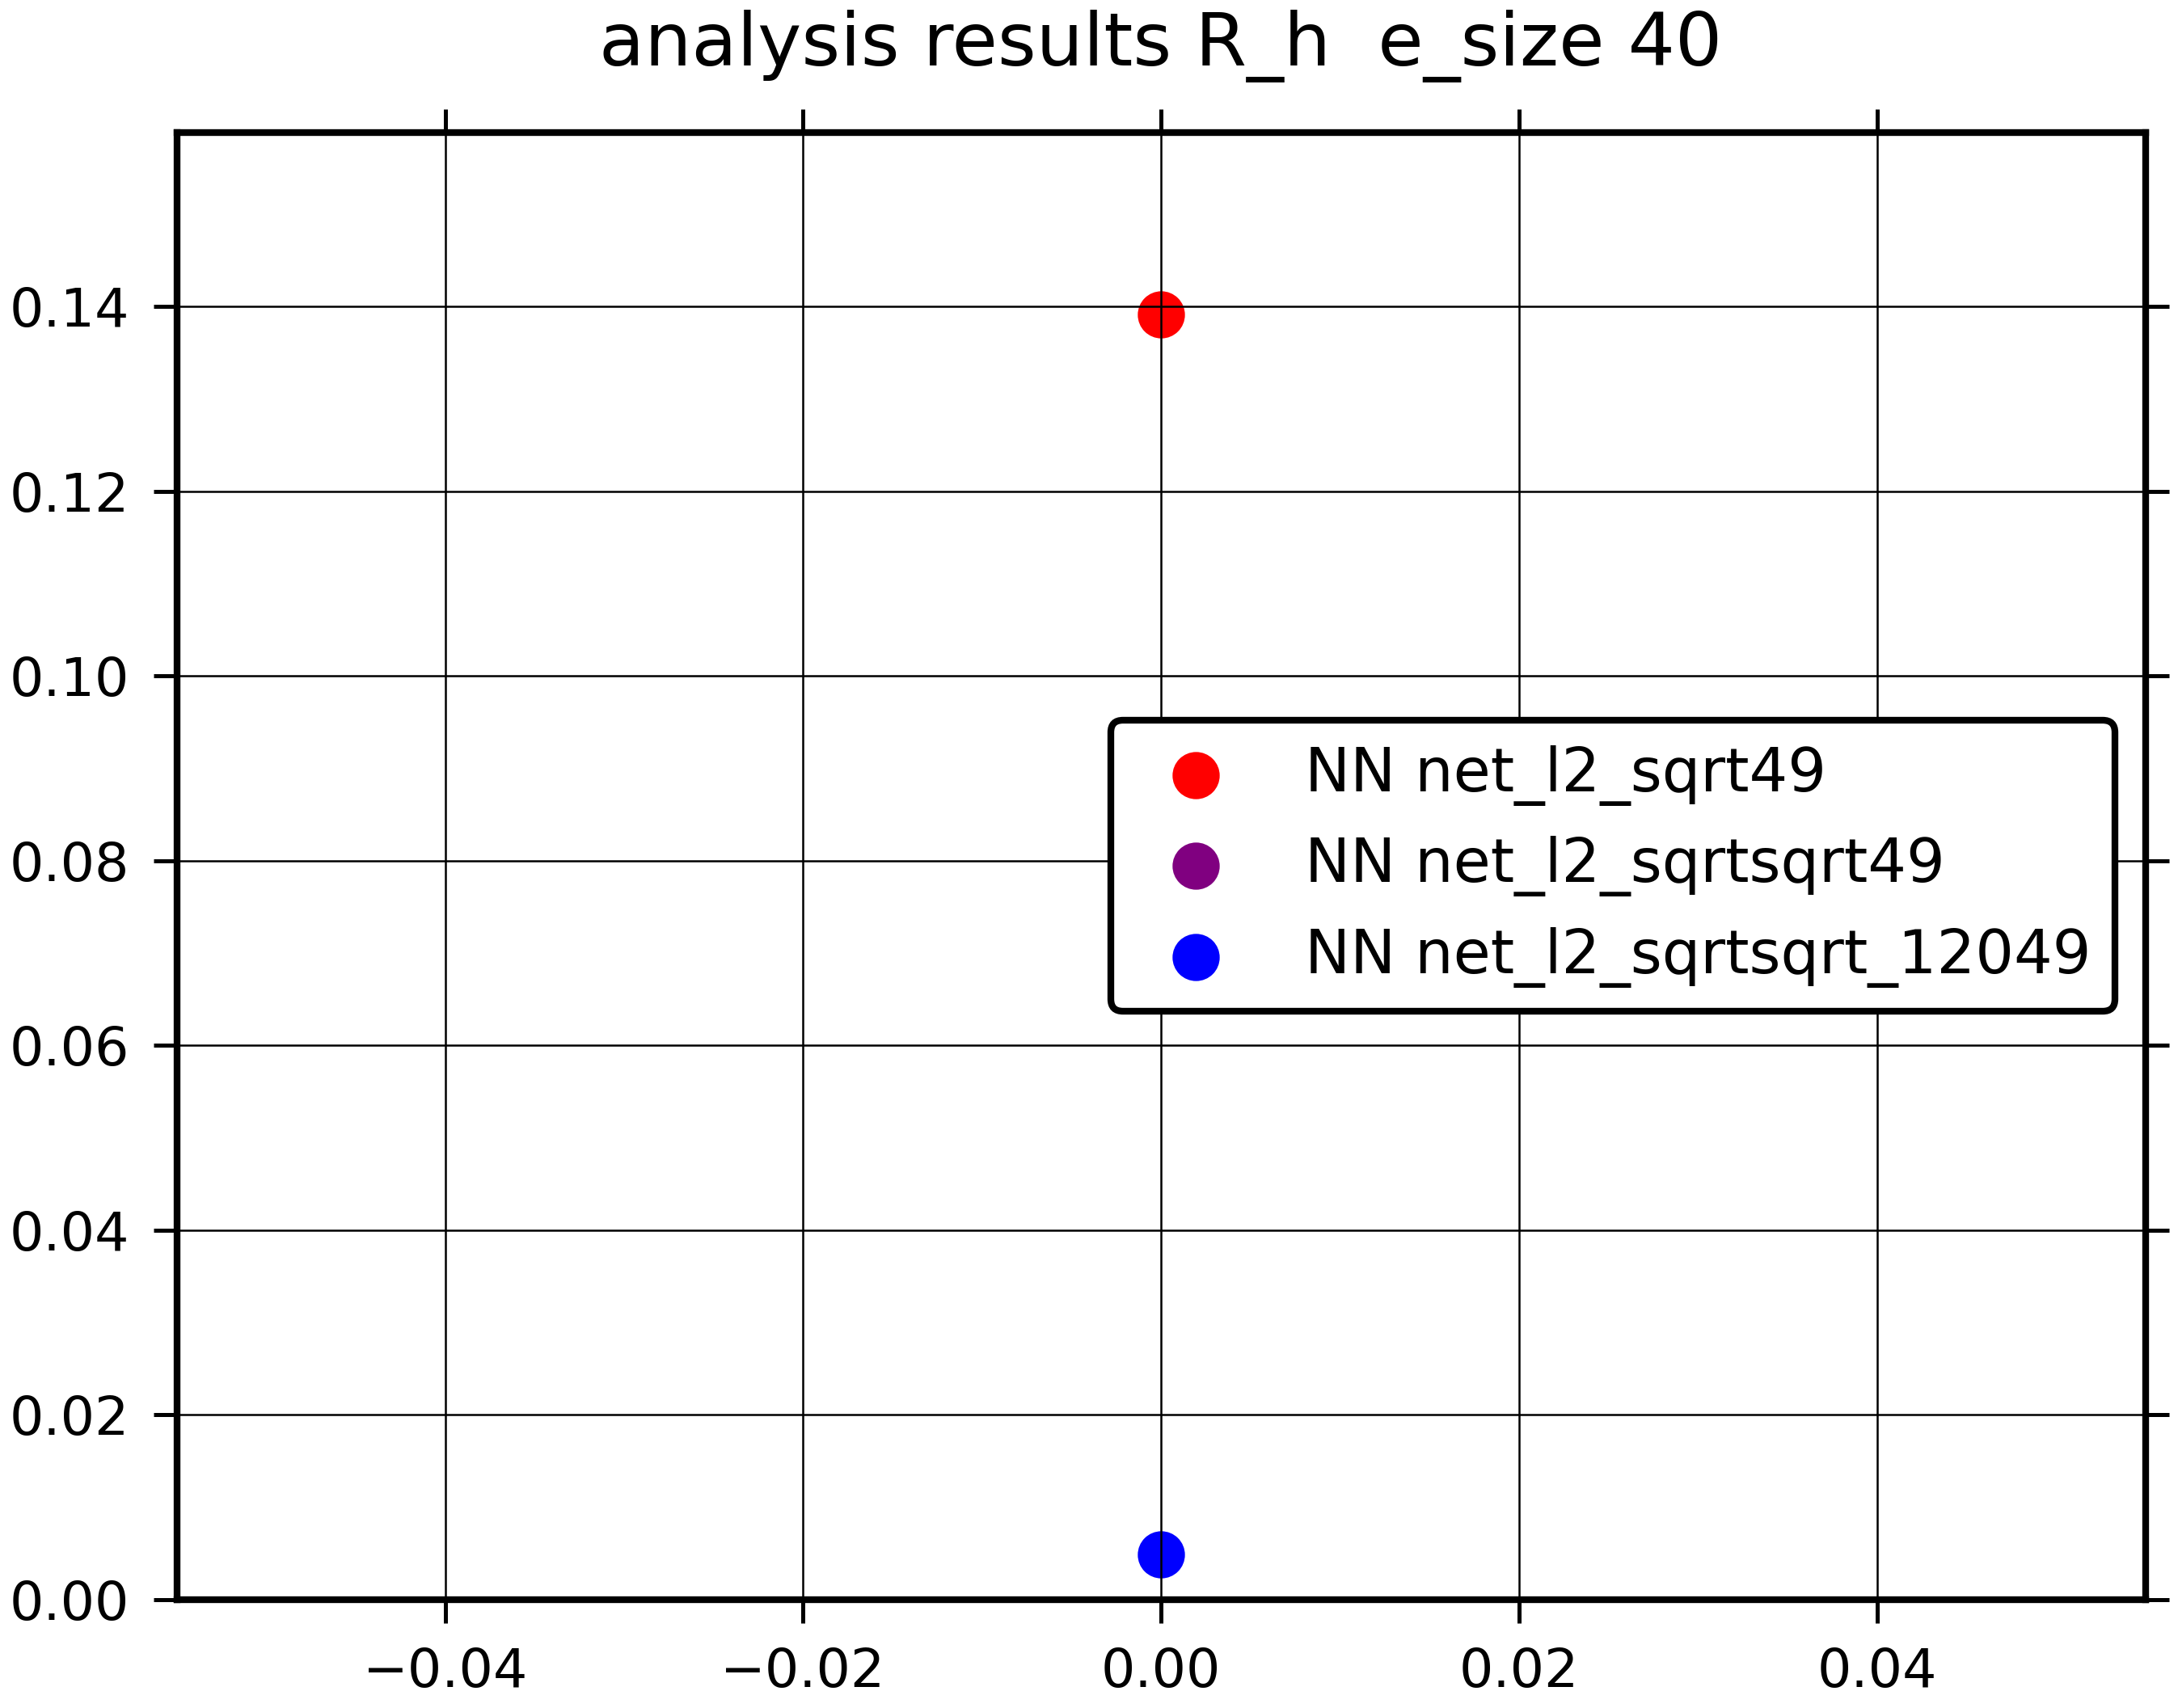 analysis results R_h  e_size 40
0.14
0.12
0.10
0.08
0.06
0.04
0.02
0.00
NN net_l2_sqrt49
NN net_l2_sqrtsqrt49
NN net_l2_sqrtsqrt_12049
−0.04 −0.02 0.00 0.02 0.04